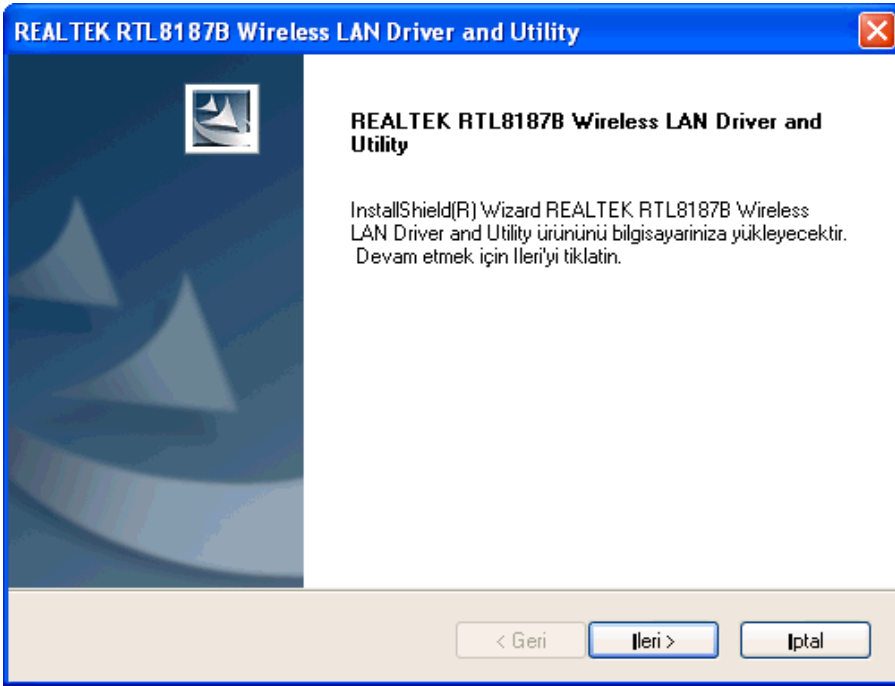 REALTEK RTL8187B Wireless LAN Driver and Utility
REALTEK RTL8187B Wireless LAN Driver and
Utility
InstallShield(R) Wizard REALTEK RTL8187B Wireless
LAN Driver and Utility ürününü bilgisayariniza yükleyecektir.
Devam etmek için Ileri'yi tiklatin.
< Geri
Ileri >
Iptal